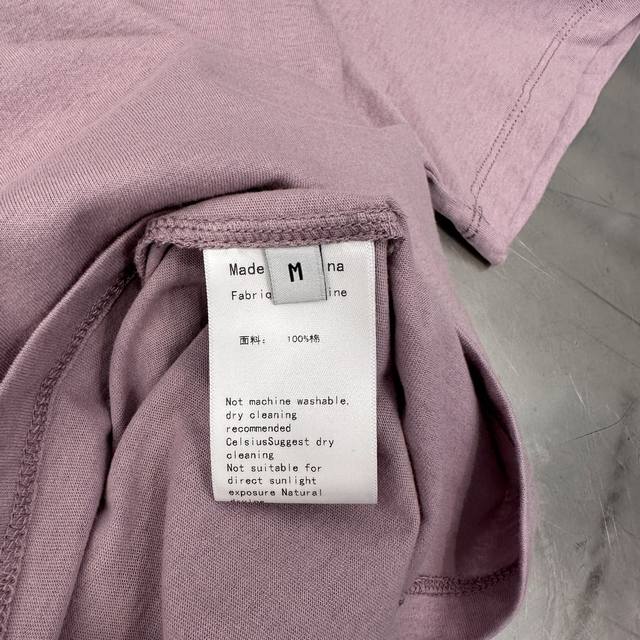 Made na
M
Fabric ine
面料： 100%棉
Not machine washable,
dry cleaning
recommended
CelsiusSuggest dry
cleaning
Not suitable for
direct sunlight
exposure Natural